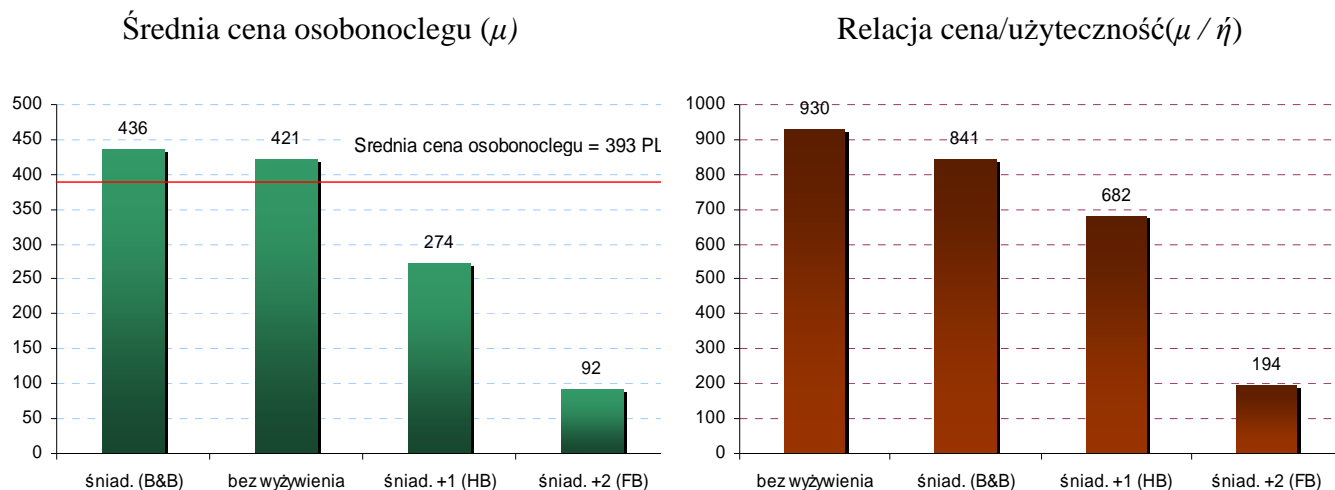 Średnia cena osobonoclegu (μ)
500
450
400
350
300
250
200
150
100
50
0
436
421
274
92
Srednia cena osobonoclegu = 393 PL
śniad. (B&B)
bez wyżywienia
śniad. +1 (HB)
śniad. +2 (FB)
Relacja cena/użyteczność(μ / ή)
1000
900
800
700
600
500
400
300
200
100
0
930
841
682
194
bez wyżywienia
śniad. (B&B)
śniad. +1 (HB)
śniad. +2 (FB)